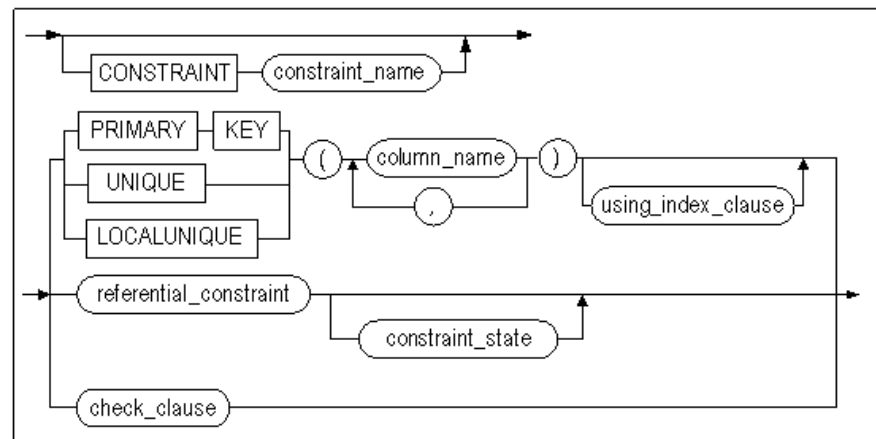 CONSTRAINT constraint_name
PRIMARY KEY ( column_name )
UNIQUE , using_index_clause
LOCALUNIQUE
referential_constraint
constraint_state
check_clause